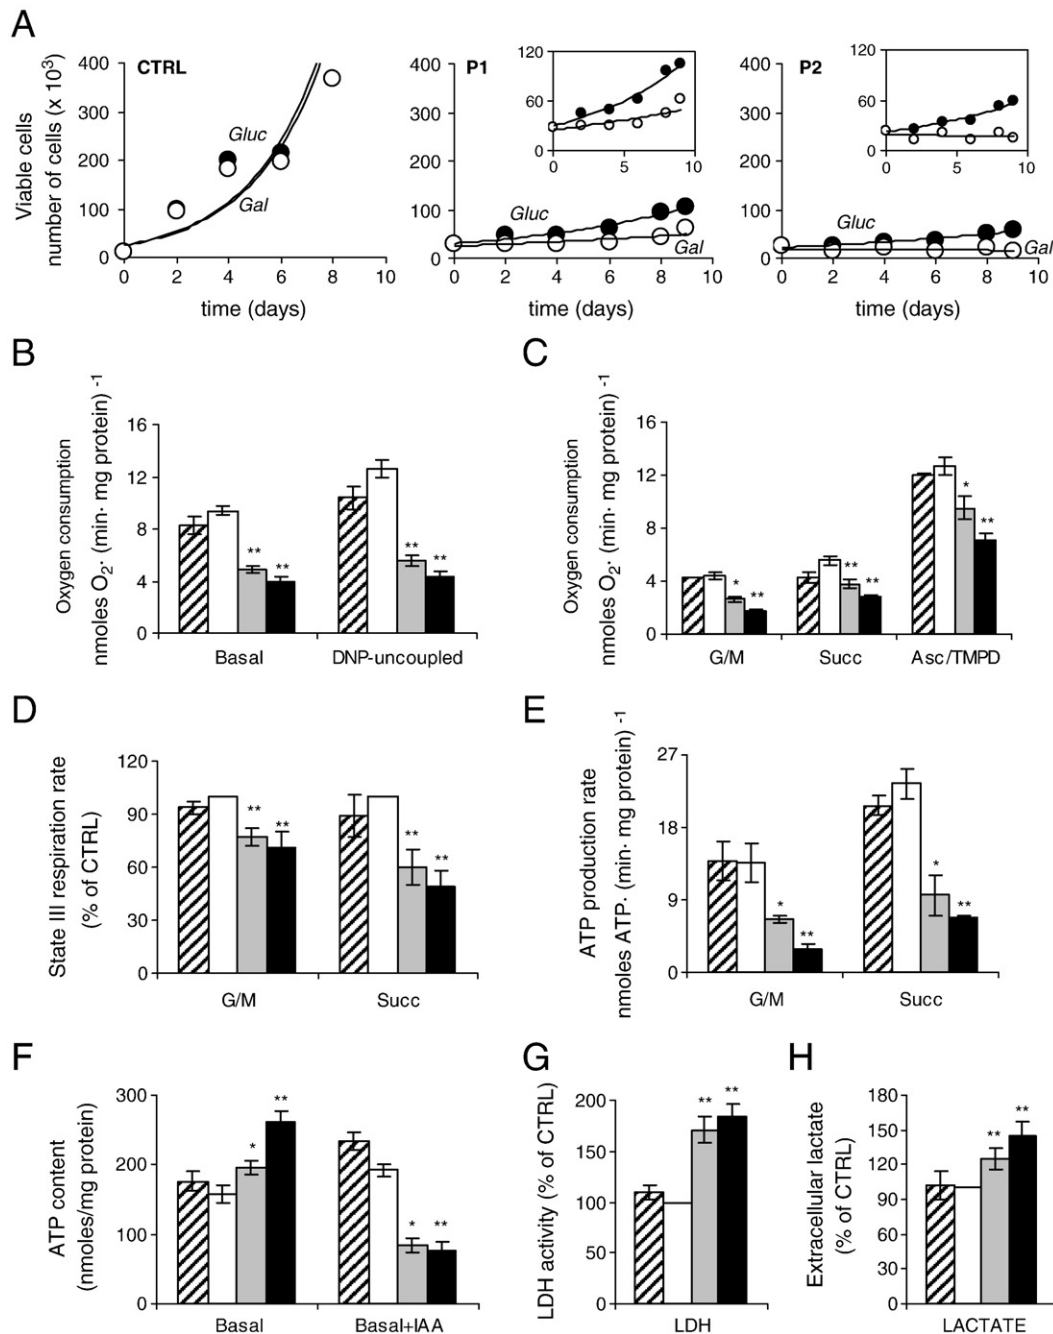 A
CTRL
P1
P2
Viable cells
number of cells (x 10³)
400
300
200
100
0
0 2 4 6 8 10
time (days)
Gluc
Gal
400
300
200
100
0
0 2 4 6 8 10
time (days)
Gluc
Gal
120
60
0
0 5 10
400
300
200
100
0
0 2 4 6 8 10
time (days)
Gluc
Gal
120
60
0
0 5 10
B
Oxygen consumption
nmoles O₂· (min· mg protein) ⁻¹
16
12
8
4
0
** **
** **
Basal DNP-uncoupled
C
Oxygen consumption
nmoles O₂· (min· mg protein) ⁻¹
16
12
8
4
0
* **
** **
* **
G/M Succ Asc/TMPD
D
State III respiration rate
(% of CTRL)
120
90
60
30
0
** **
** **
G/M Succ
E
ATP production rate
nmoles ATP· (min· mg protein) ⁻¹
27
18
9
0
* **
* **
G/M Succ
F
ATP content
(nmoles/mg protein)
300
200
100
0
* **
* **
Basal Basal+IAA
G
LDH activity (% of CTRL)
200
150
100
50
0
** **
LDH
H
Extracellular lactate
(% of CTRL)
180
150
120
90
60
30
0
** **
LACTATE